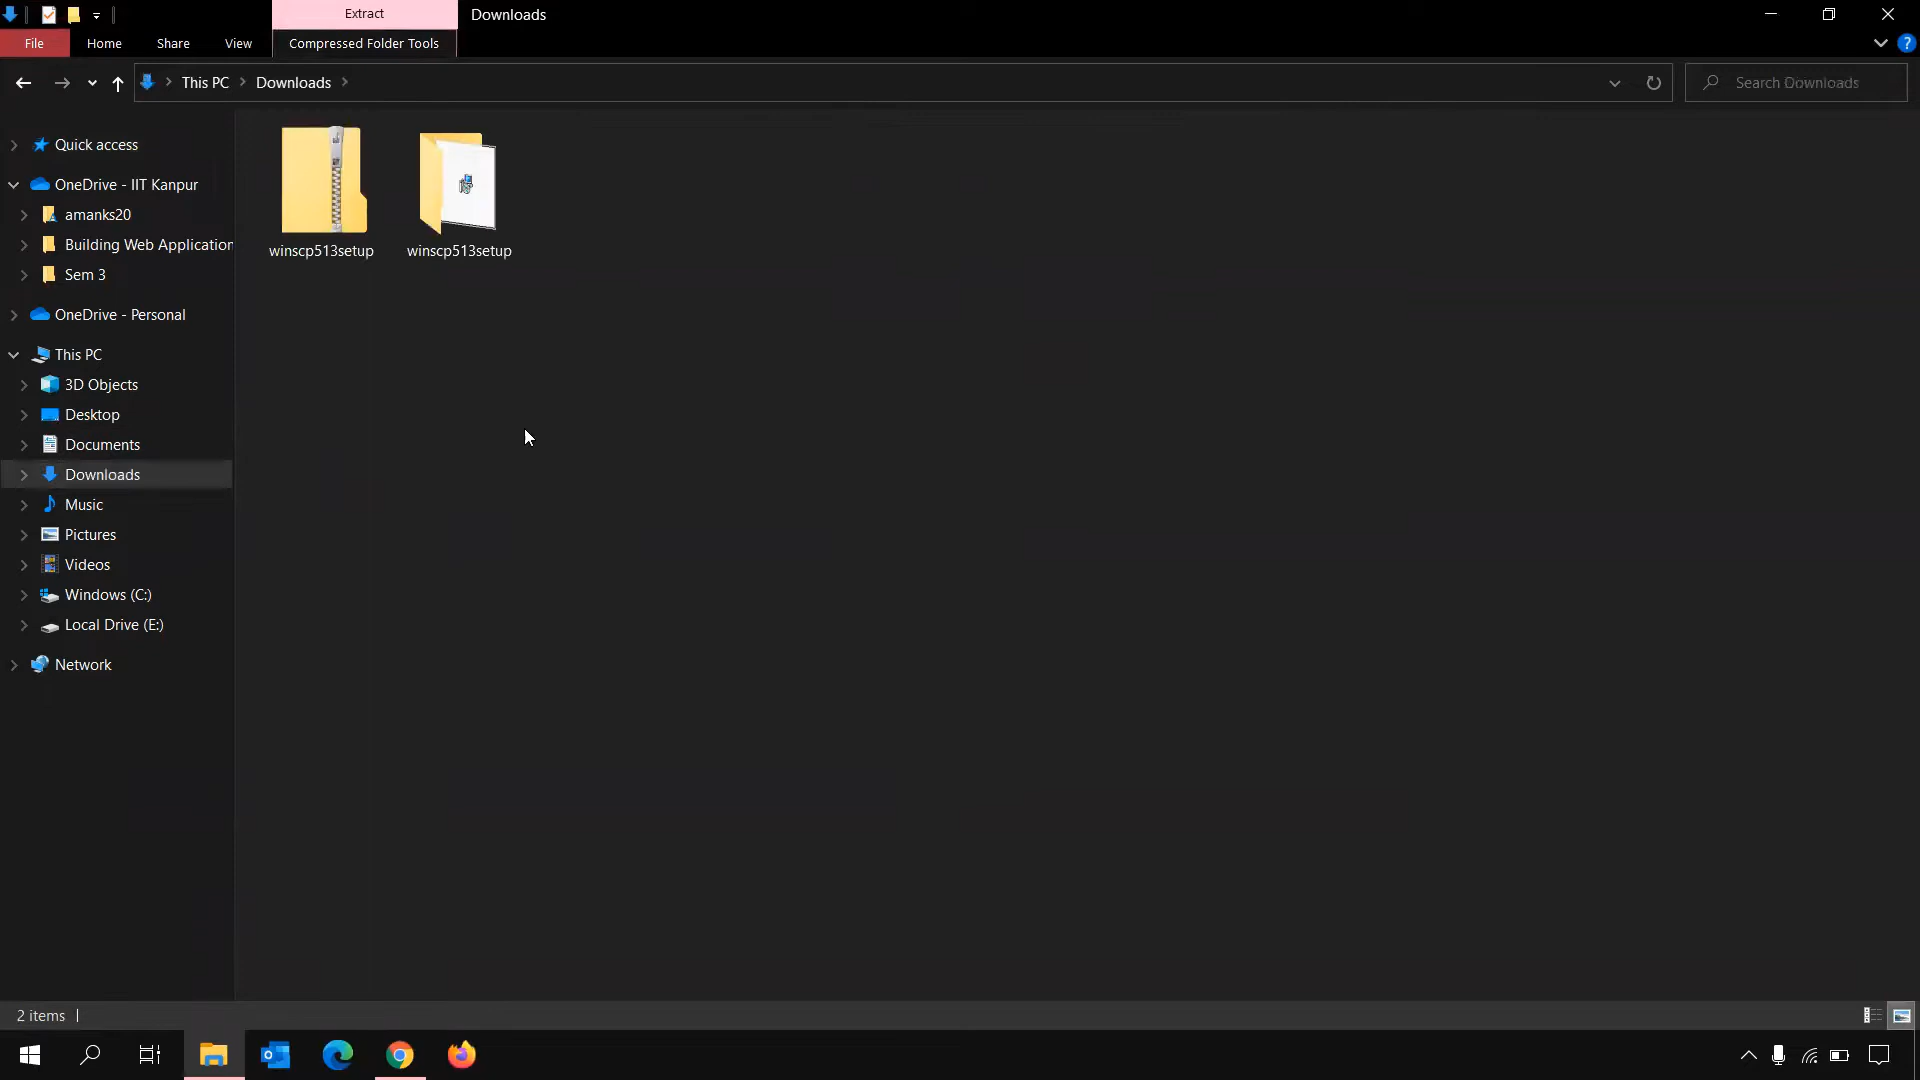 Extract
Downloads
File
Home
Share
View
Compressed Folder Tools
?
This PC
Downloads
Search Downloads
Quick access
OneDrive - IIT Kanpur
amanks20
Building Web Application
Sem 3
OneDrive - Personal
This PC
3D Objects
Desktop
Documents
Downloads
Music
Pictures
Videos
Windows (C:)
Local Drive (E:)
Network
winscp513setup
winscp513setup
2 items